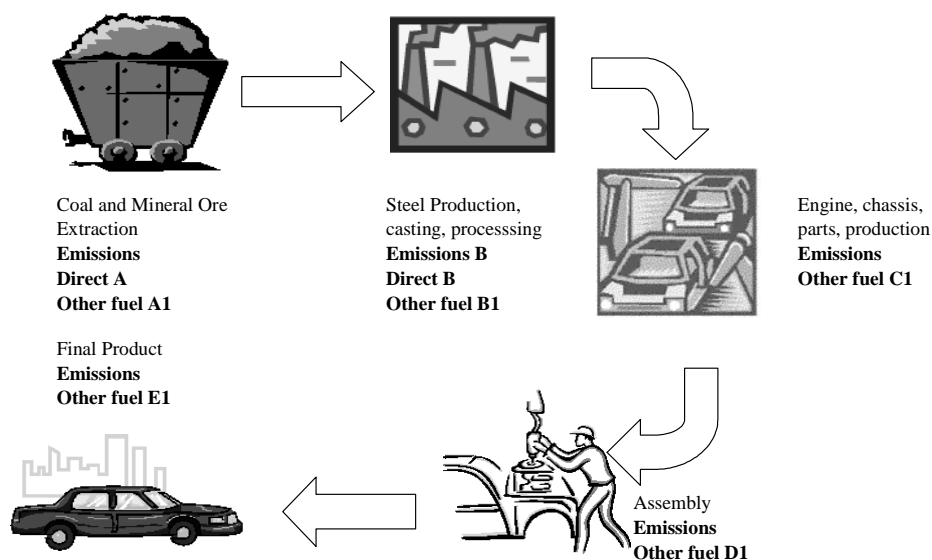 Coal and Mineral Ore
Extraction
Emissions
Direct A
Other fuel A1
Steel Production,
casting, processsing
Emissions B
Direct B
Other fuel B1
Engine, chassis,
parts, production
Emissions
Other fuel C1
Final Product
Emissions
Other fuel E1
Assembly
Emissions
Other fuel D1